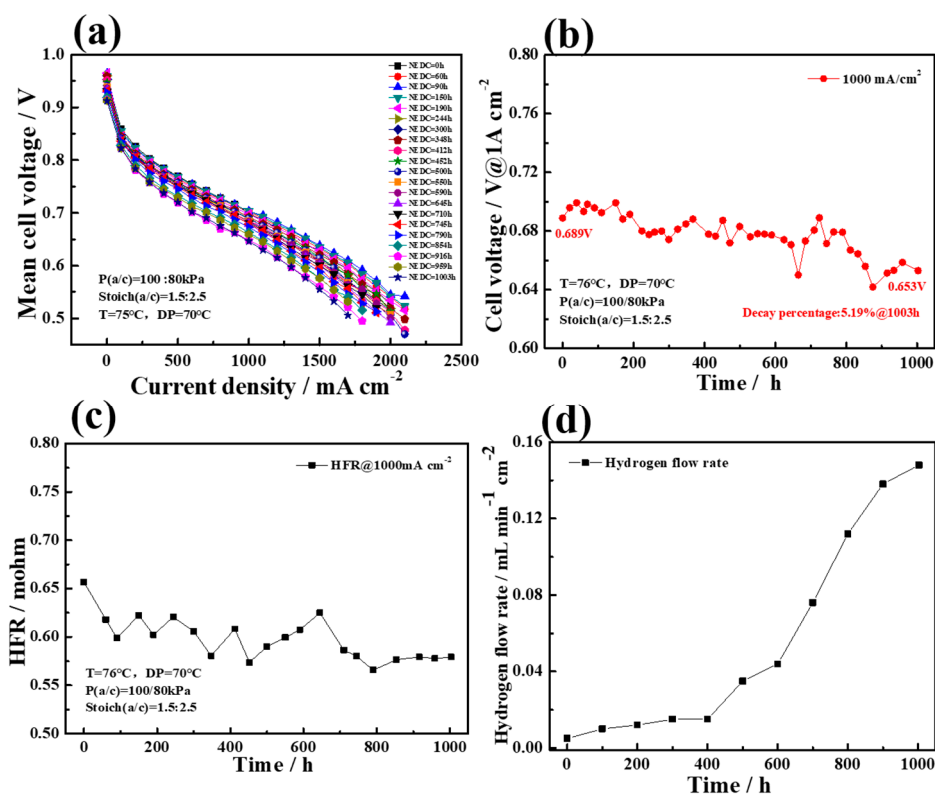 (a)
1.0
0.9
0.8
0.7
0.6
0.5
Mean cell voltage / V
NEDC=0h
NEDC=60h
NEDC=90h
NEDC=150h
NEDC=190h
NEDC=244h
NEDC=300h
NEDC=348h
NEDC=412h
NEDC=452h
NEDC=500h
NEDC=550h
NEDC=590h
NEDC=645h
NEDC=710h
NEDC=745h
NEDC=790h
NEDC=854h
NEDC=916h
NEDC=959h
NEDC=1003h
P(a/c)=100 :80kPa
Stoich(a/c)=1.5:2.5
T=75°C, DP=70°C
0 500 1000 1500 2000 2500
Current density / mA cm⁻²
(b)
0.80
0.76
0.72
0.68
0.64
0.60
Cell voltage / V@1A cm⁻²
1000 mA/cm²
0.689V
0.653V
T=76°C, DP=70°C
P(a/c)=100/80kPa
Stoich(a/c)=1.5:2.5
Decay percentage:5.19%@1003h
0 200 400 600 800 1000
Time / h
(c)
0.80
0.75
0.70
0.65
0.60
0.55
0.50
HFR / mohm
HFR@1000mA cm⁻²
T=76°C, DP=70°C
P(a/c)=100/80kPa
Stoich(a/c)=1.5:2.5
0 200 400 600 800 1000
Time / h
(d)
0.16
0.12
0.08
0.04
0.00
Hydrogen flow rate / mL min⁻¹ cm⁻²
Hydrogen flow rate
0 200 400 600 800 1000
Time / h